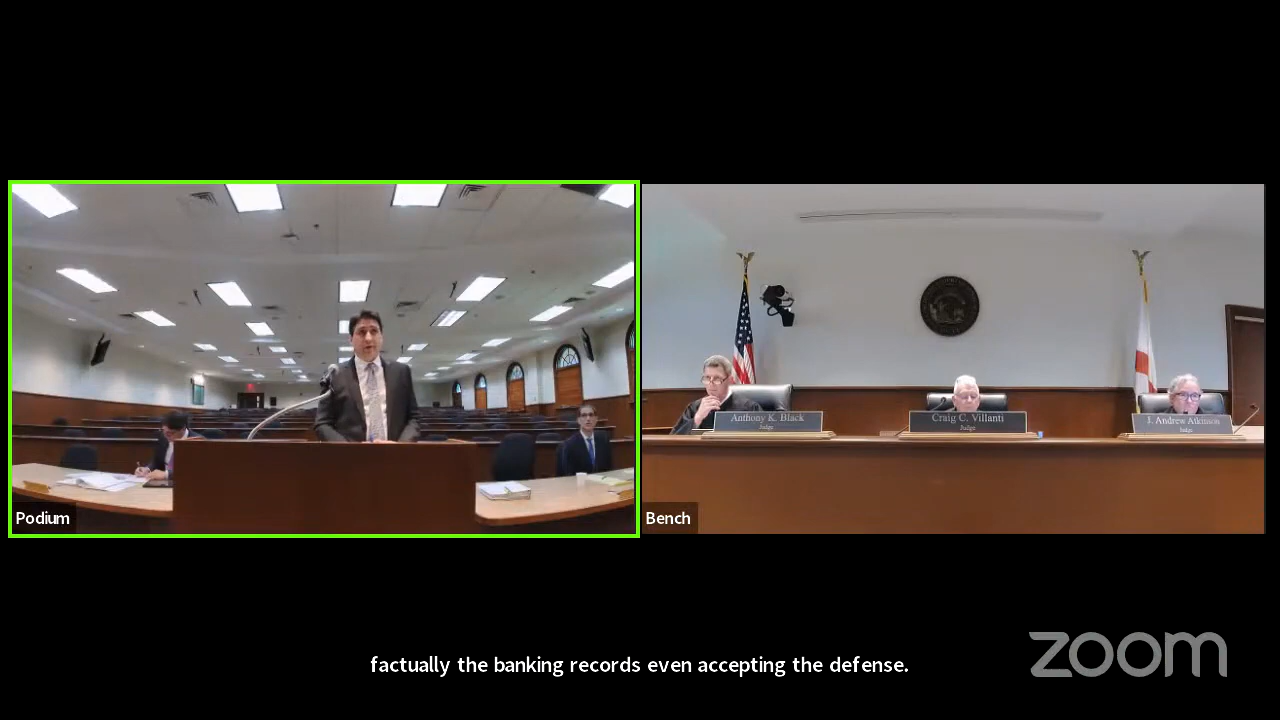 Anthony K. Black
Judge
Craig C. Villanti
Judge
J. Andrew Atkinson
Judge
Podium
Bench
factually the banking records even accepting the defense.
zoom